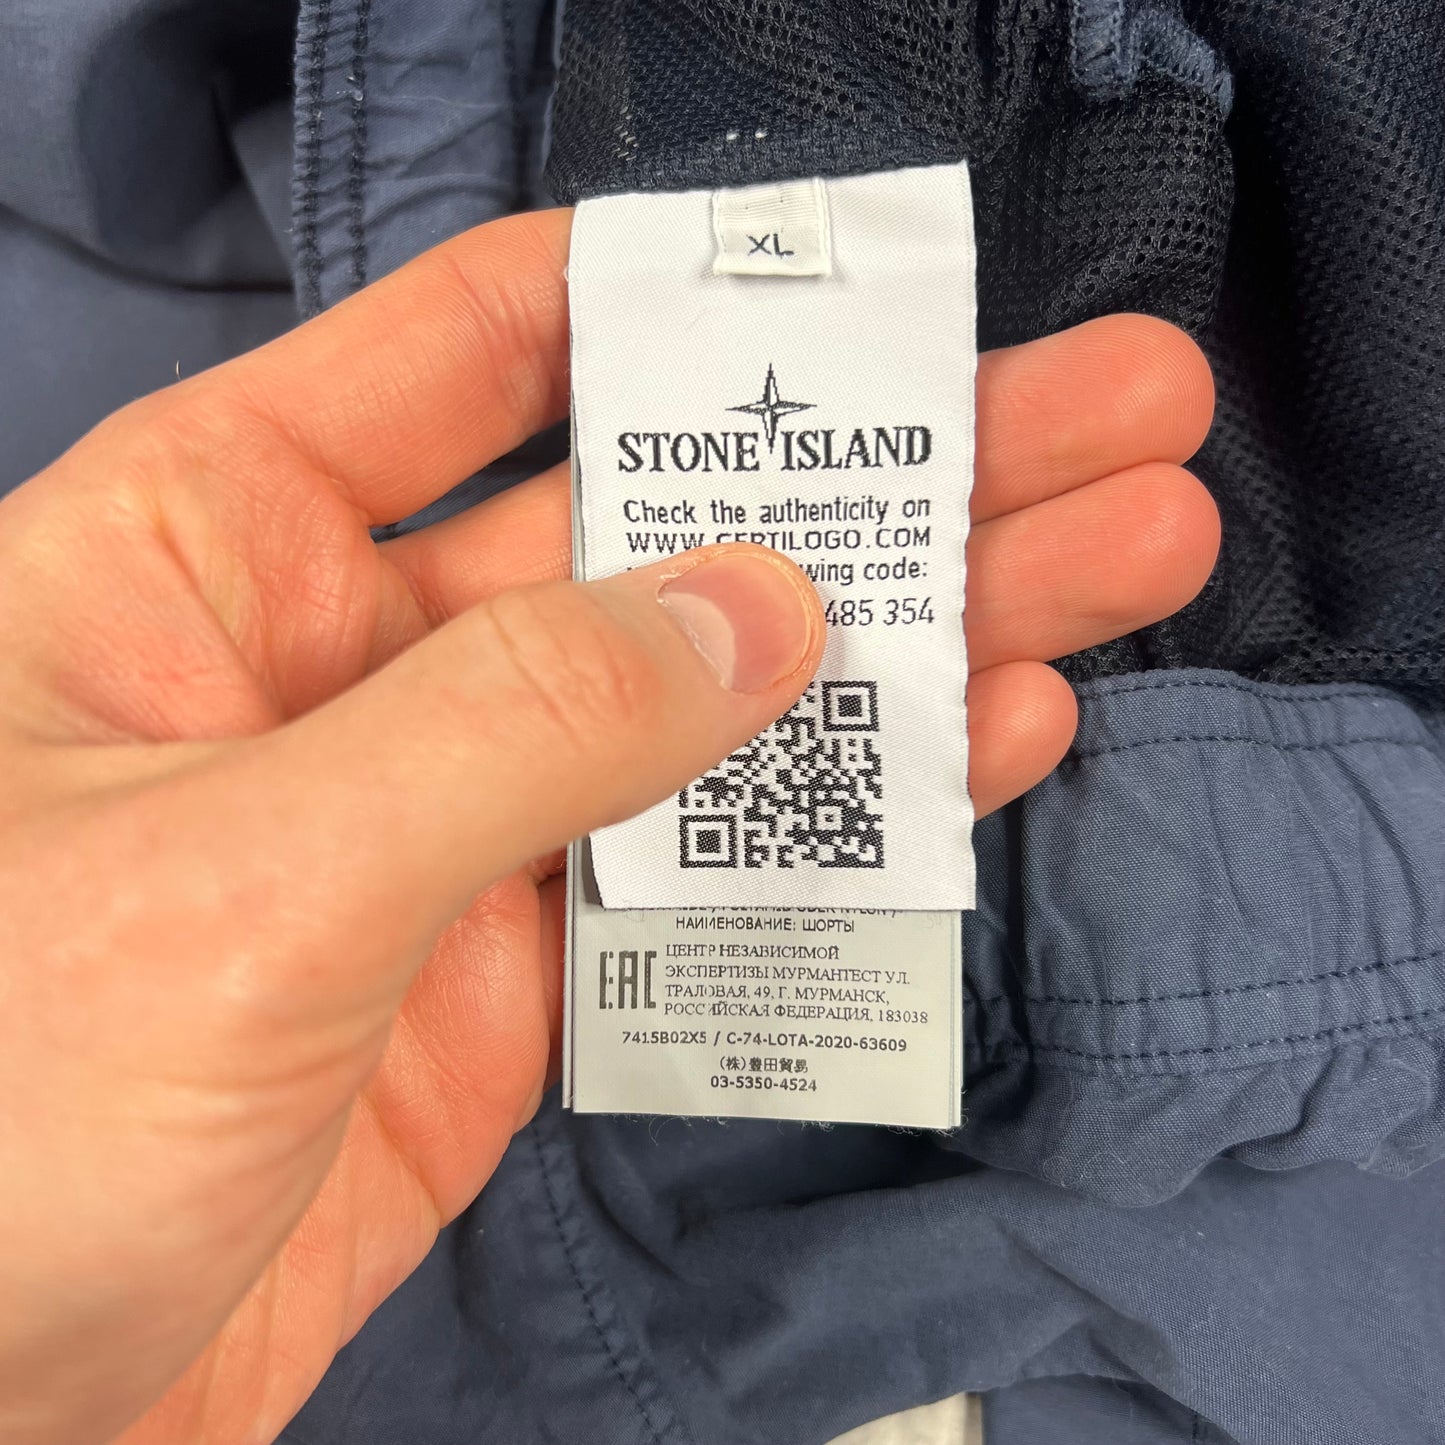 XL
STONE ISLAND
Check the authenticity on
WWW.CERTILOGO.COM
code:
485 354
НАИМЕНОВАНИЕ: ШОРТЫ
EAC
ЦЕНТР НЕЗАВИСИМОЙ
ЭКСПЕРТИЗЫ МУРМАНТЕСТ УЛ.
ТРАЛОВАЯ, 49, Г. МУРМАНСК,
РОССИЙСКАЯ ФЕДЕРАЦИЯ, 183038
7415B02X5 / C-74-LOTA-2020-63609
(株)豊田貿易
03-5350-4524